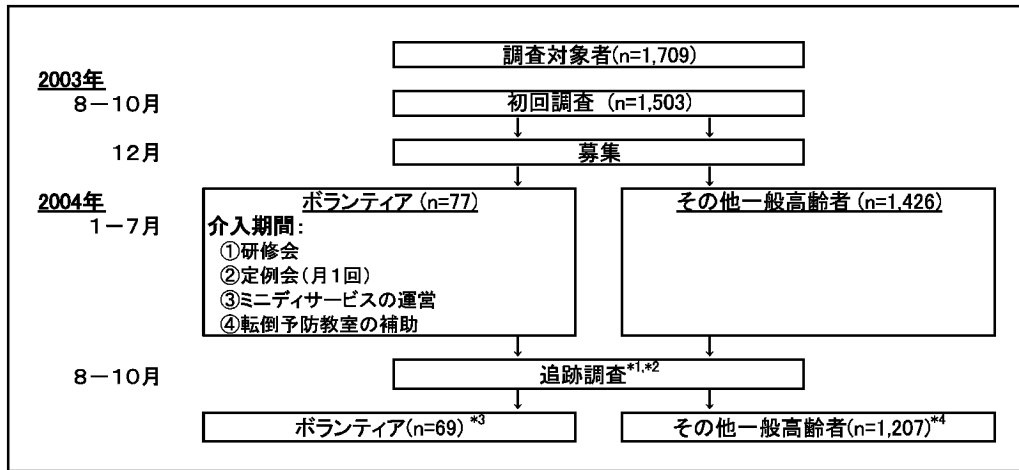 調査対象者(n=1,709)
2003年
8－10月
初回調査 (n=1,503)
12月
募集
2004年
1－7月
ボランティア (n=77)
介入期間：
①研修会
②定例会(月1回)
③ミニディサービスの運営
④転倒予防教室の補助
その他一般高齢者 (n=1,426)
8－10月
追跡調査*1,*2
ボランティア(n=69) *3
その他一般高齢者(n=1,207)*4